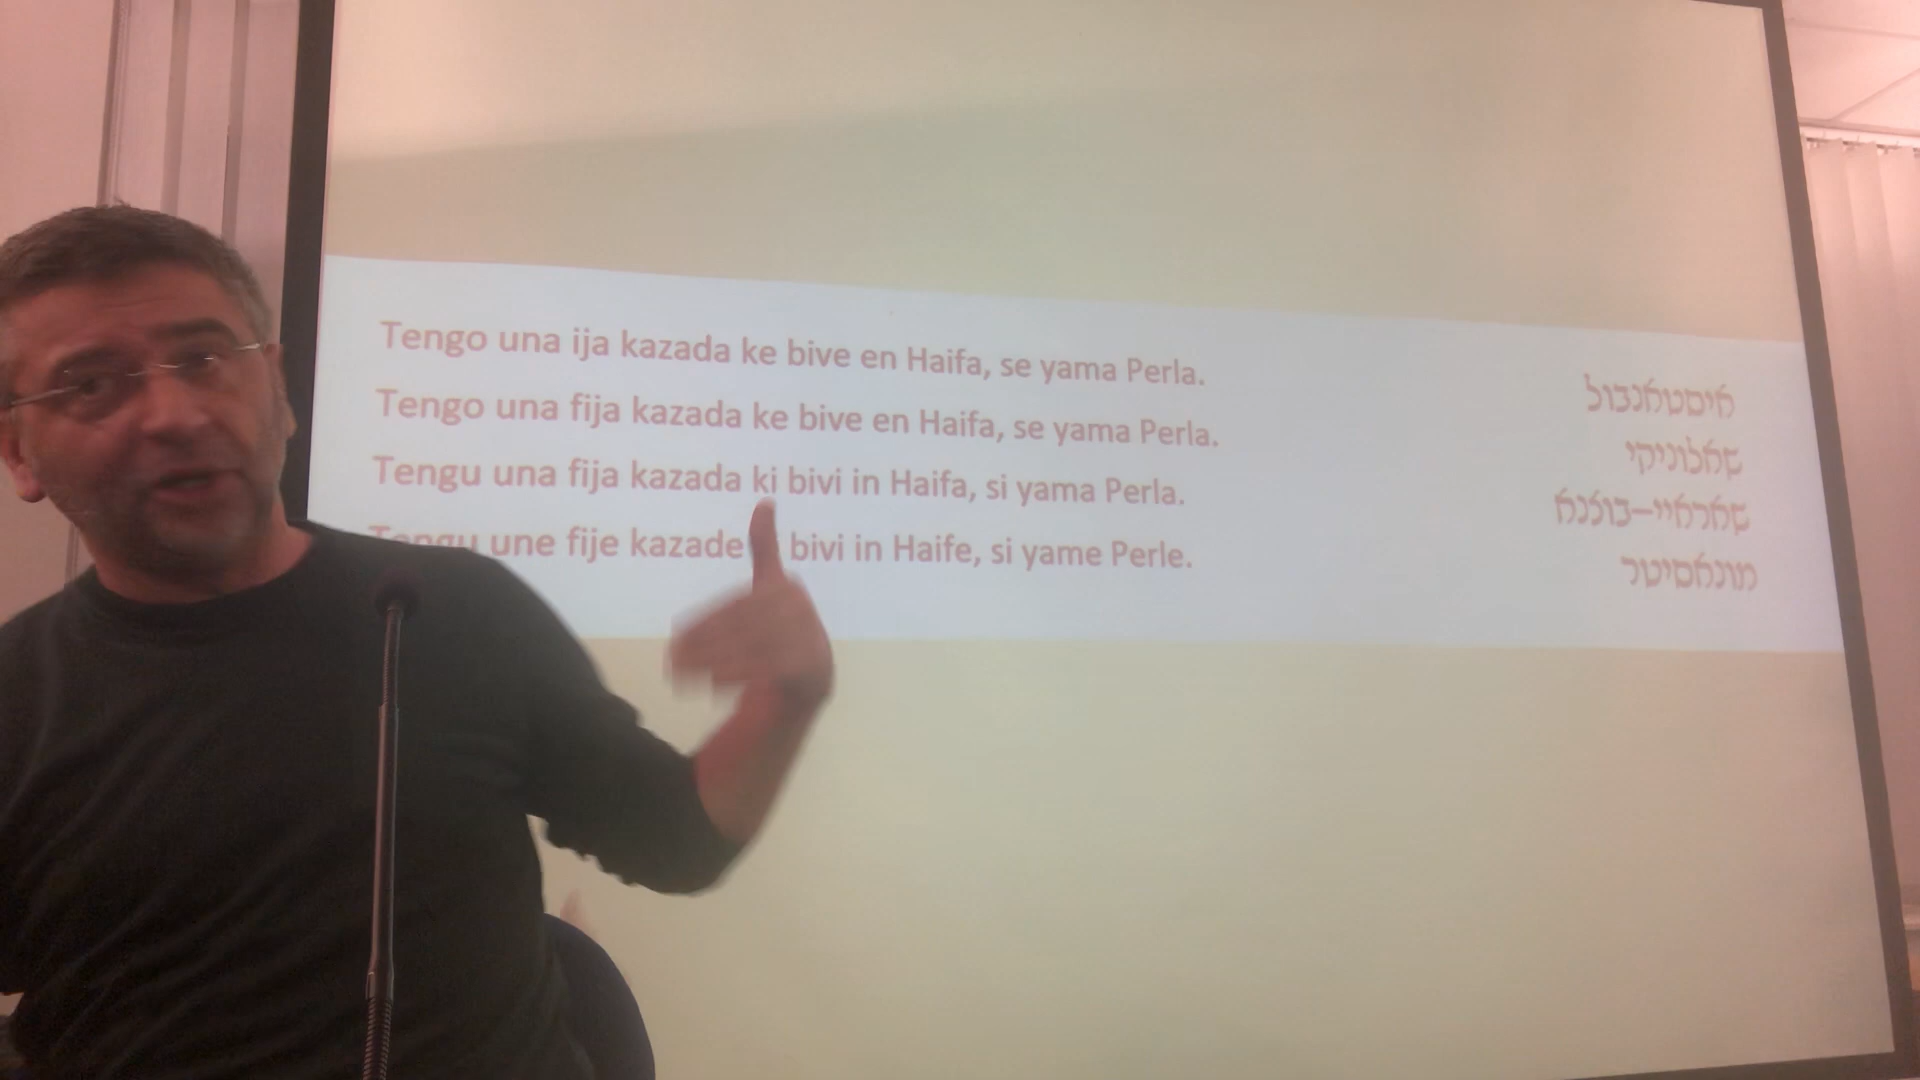 Tengo una ija kazada ke bive en Haifa, se yama Perla. איסטאנבול
Tengo una fija kazada ke bive en Haifa, se yama Perla. שאלוניקי
Tengu una fija kazada ki bivi in Haifa, si yama Perla. שאראיי–בוזנא
Tengu une fije kazade bivi in Haife, si yame Perle. מונאסיטר